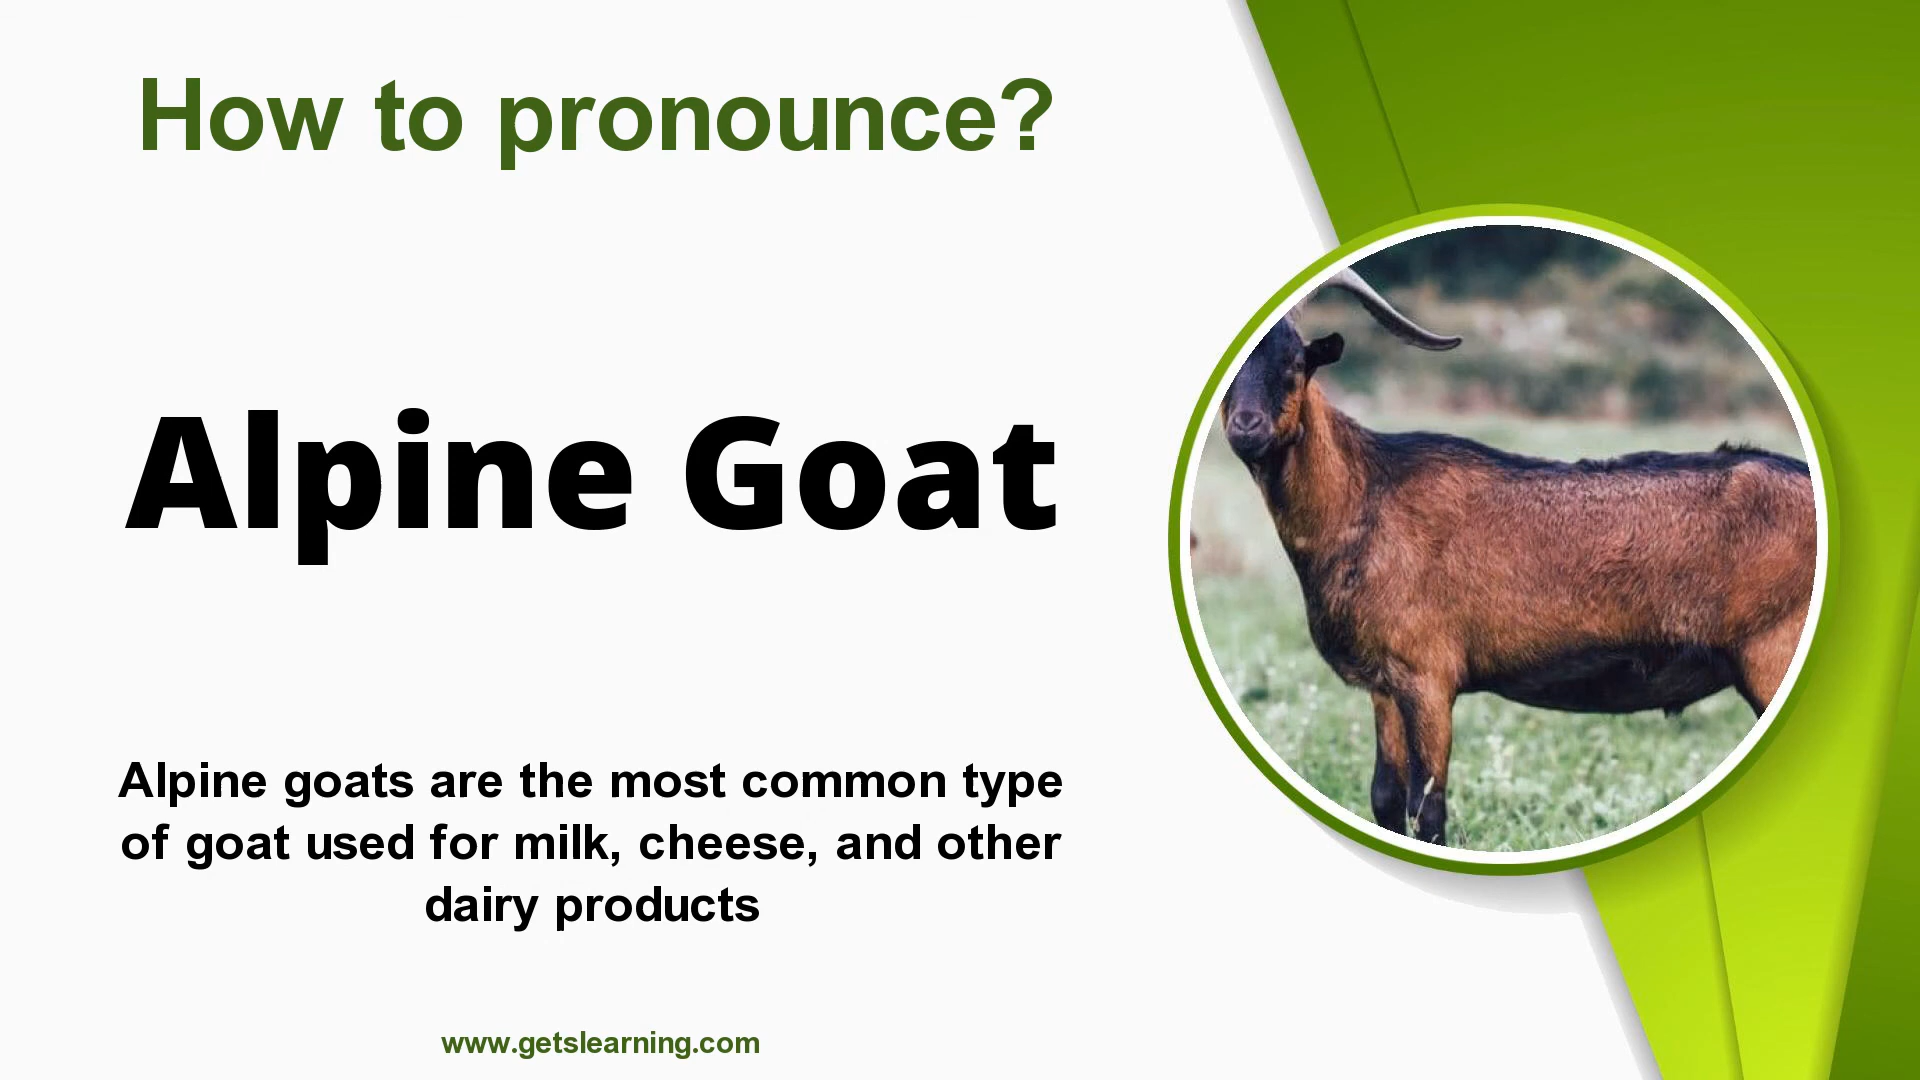 How to pronounce?
Alpine Goat
Alpine goats are the most common type
of goat used for milk, cheese, and other
dairy products
www.getslearning.com